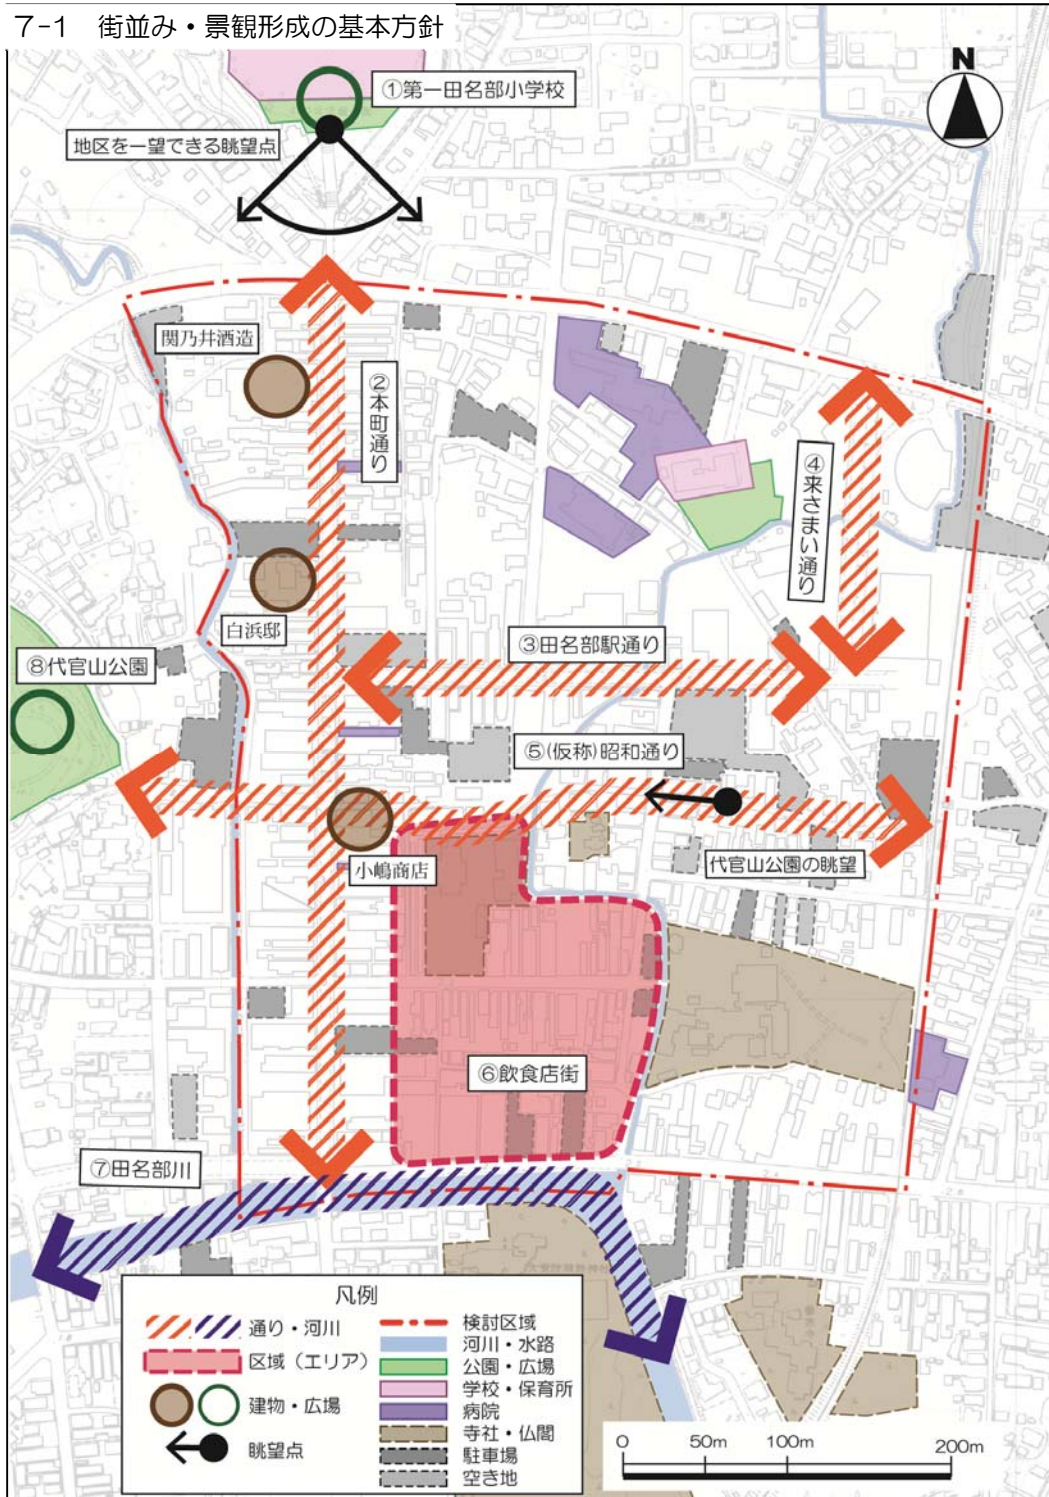 7-1 街並み・景観形成の基本方針
N
①第一田名部小学校
地区を一望できる眺望点
関乃井酒造
②本町通り
④来さまい通り
白浜邸
③田名部駅通り
⑧代官山公園
⑤(仮称)昭和通り
小嶋商店
代官山公園の眺望
⑥飲食店街
⑦田名部川
凡例
通り・河川
区域（エリア）
建物・広場
眺望点
検討区域
河川・水路
公園・広場
学校・保育所
病院
寺社・仏閣
駐車場
空き地
0 50m 100m 200m